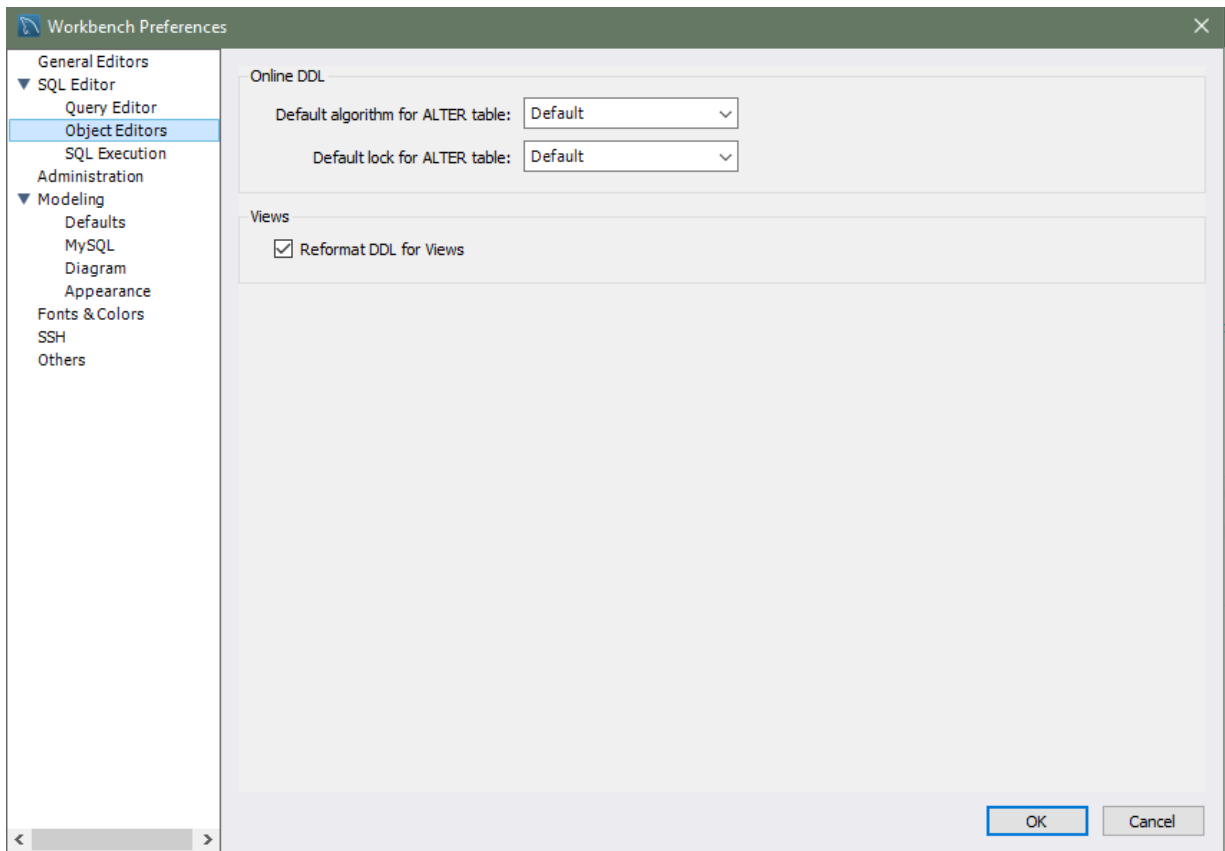 Workbench Preferences
General Editors
SQL Editor
Query Editor
Object Editors
SQL Execution
Administration
Modeling
Defaults
MySQL
Diagram
Appearance
Fonts & Colors
SSH
Others
Online DDL
Default algorithm for ALTER table: Default
Default lock for ALTER table: Default
Views
Reformat DDL for Views
OK Cancel